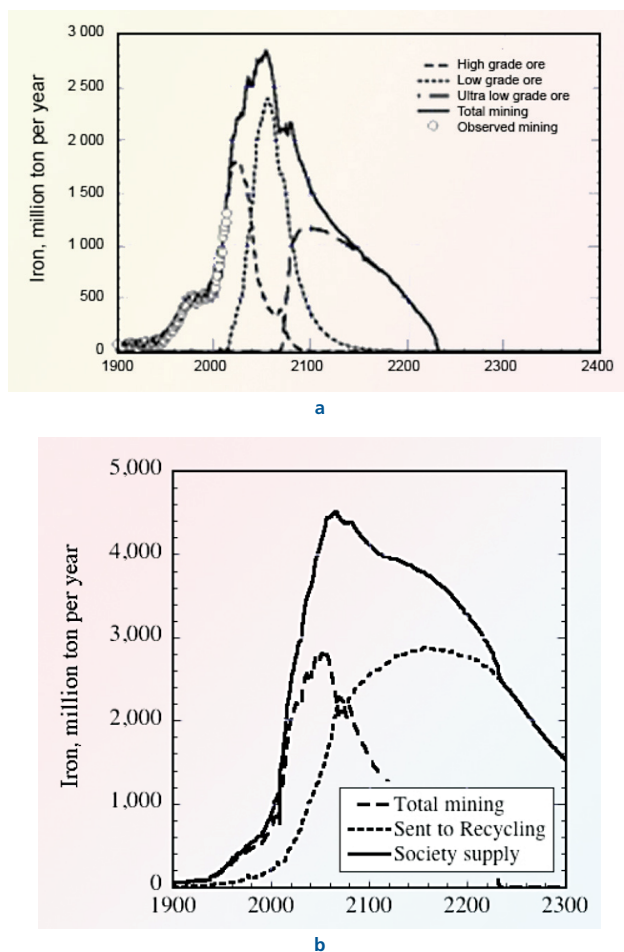 3 000
2 500
2 000
1 500
1 000
500
0
Iron, million ton per year
High grade ore
Low grade ore
Ultra low grade ore
Total mining
Observed mining
1900 2000 2100 2200 2300 2400
a
5,000
4,000
3,000
2,000
1,000
0
Iron, million ton per year
Total mining
Sent to Recycling
Society supply
1900 2000 2100 2200 2300
b